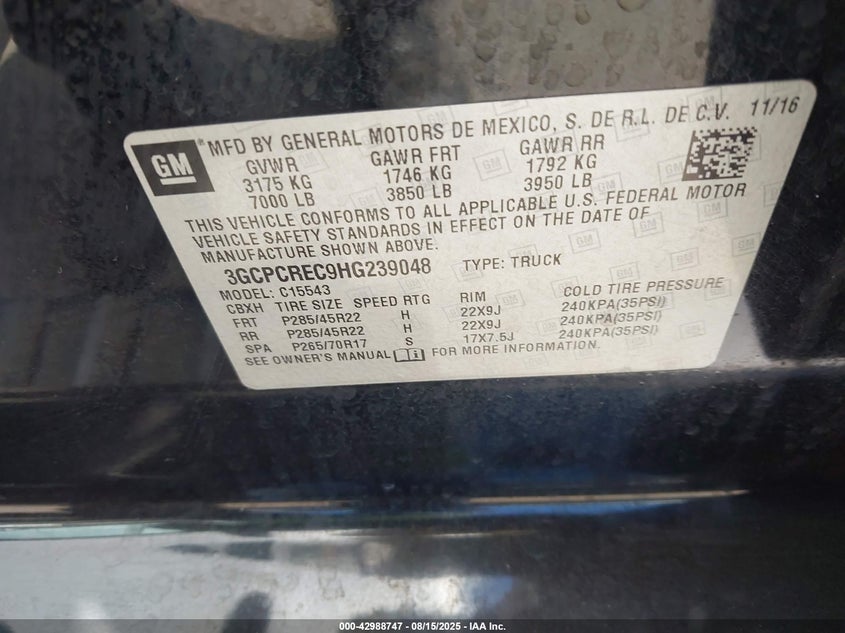 GM
MFD BY GENERAL MOTORS DE MEXICO, S. DE R.L. DE C.V. 11/16
GVWR GAWR FRT GAWR RR
3175 KG 1746 KG 1792 KG
7000 LB 3850 LB 3950 LB
THIS VEHICLE CONFORMS TO ALL APPLICABLE U.S. FEDERAL MOTOR
VEHICLE SAFETY STANDARDS IN EFFECT ON THE DATE OF
MANUFACTURE SHOWN ABOVE.
3GCPCREC9HG239048 TYPE: TRUCK
MODEL: C15543
CBXH TIRE SIZE SPEED RTG RIM COLD TIRE PRESSURE
FRT P285/45R22 H 22X9J 240KPA(35PSI)
RR P285/45R22 H 22X9J 240KPA(35PSI)
SPA P265/70R17 S 17X7.5J 240KPA(35PSI)
SEE OWNER'S MANUAL FOR MORE INFORMATION.
000-42988747 - 08/15/2025 - IAA Inc.